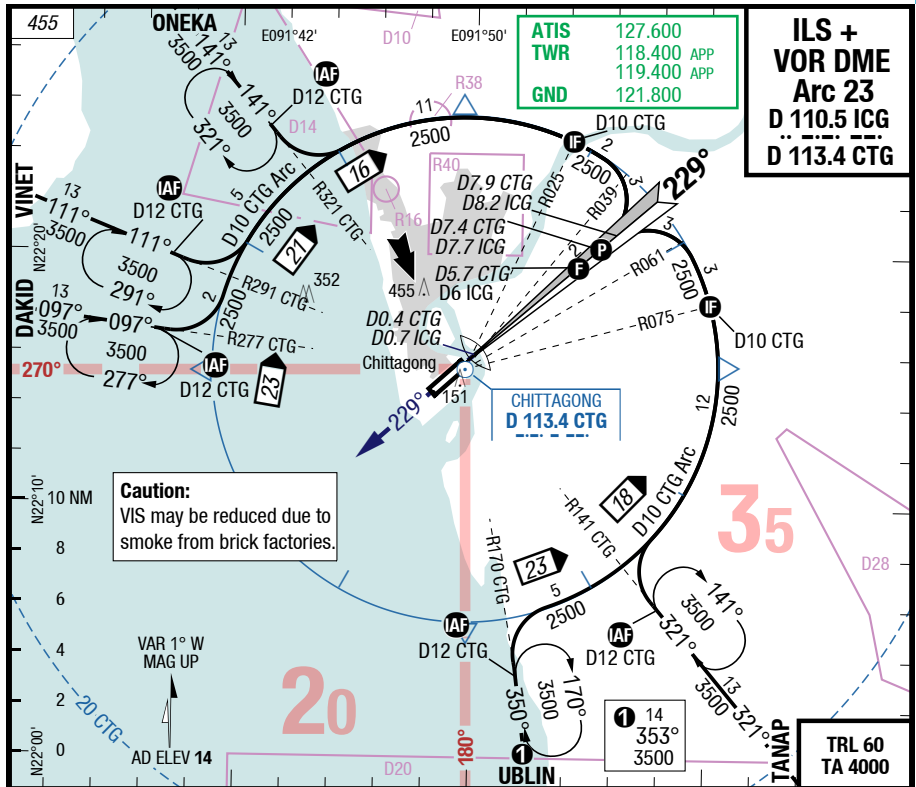 455
ONEKA
E091°42'
E091°50'
D10
ATIS 127.600
TWR 118.400 APP
119.400 APP
GND 121.800
ILS +
VOR DME
Arc 23
D 110.5 ICG
D 113.4 CTG
13
141°
3500
141°
3500
321°
IAF
D12 CTG
D14
R38
11
2500
D10 CTG
IF
2
2500
3
229°
R40
R16
16
R321 CTG
R025
R039
D7.9 CTG
D8.2 ICG
D7.4 CTG
D7.7 ICG
D5.7 CTG
D6 ICG
2
P
F
3
R061
3
2500
IF
D10 CTG
R075
VINET
13
111°
3500
111°
3500
291°
IAF
D12 CTG
5
D10 CTG Arc
2500
21
R291 CTG
352
455
N22°20'
DAKID
13
097°
3500
097°
3500
277°
2
2500
R277 CTG
IAF
D12 CTG
23
270°
D0.4 CTG
D0.7 ICG
Chittagong
151
229°
CHITTAGONG
D 113.4 CTG
12
2500
D10 CTG Arc
18
35
D28
N22°10'
10 NM
8
6
4
2
0
N22°00'
Caution:
VIS may be reduced due to
smoke from brick factories.
R170 CTG
R141 CTG
23
5
2500
IAF
D12 CTG
IAF
D12 CTG
141°
3500
321°
13
3500
321°
TANAP
350°
3500
170°
1
UBLIN
1 14
353°
3500
VAR 1° W
MAG UP
AD ELEV 14
20 CTG
20
180°
D20
TRL 60
TA 4000